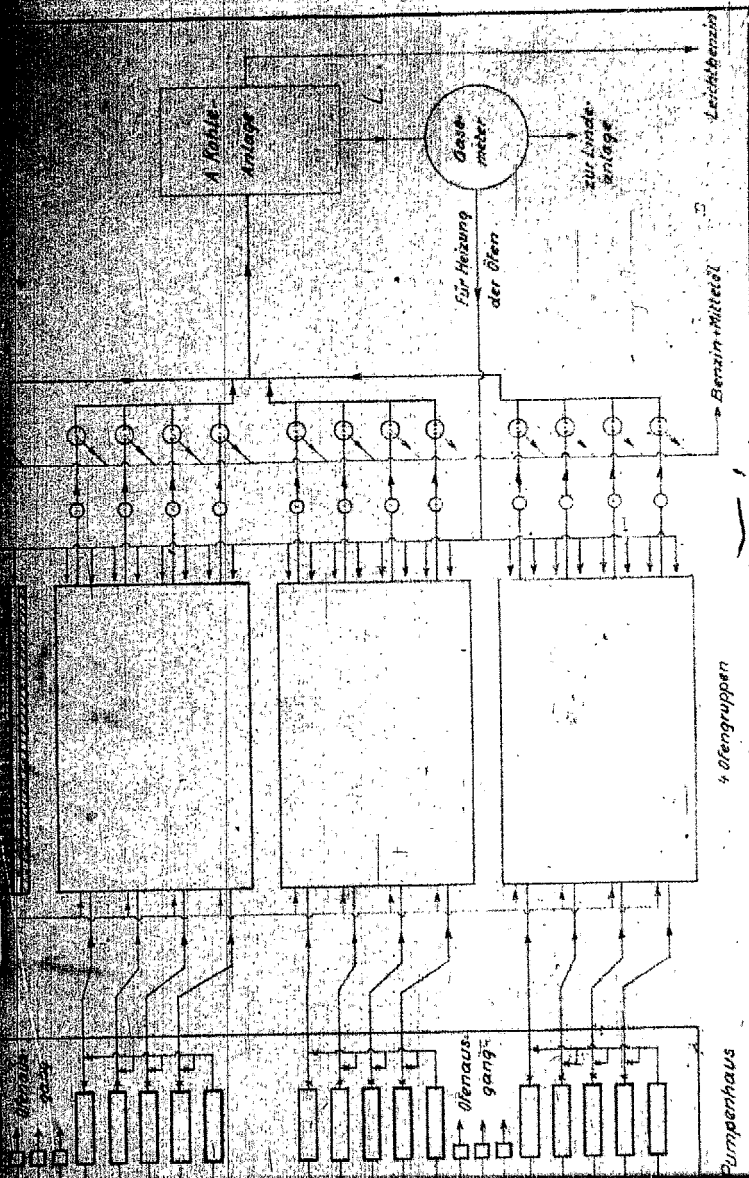 A Kohle-
Anlage
Gaso-
meter
zur Linde-
anlage
Leichtbenzin
Für Heizung
der Öfen
Benzin+Mittelöl
4 Ofengruppen
Ofenaus-
gang
Ofenaus-
gang
Pumpenhaus